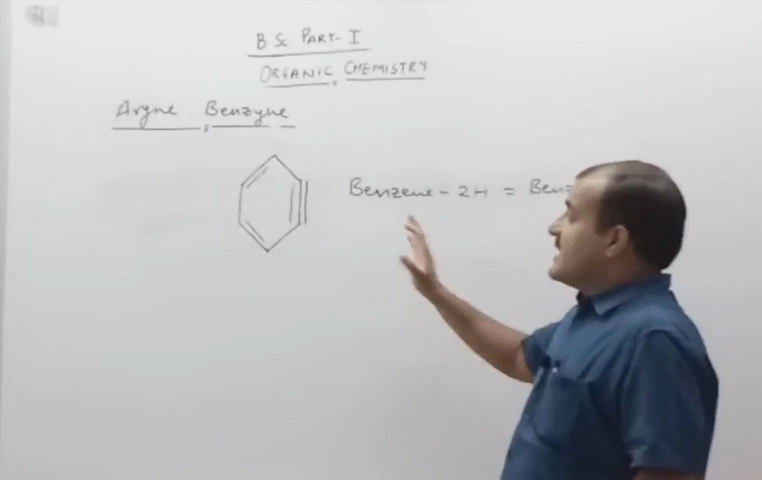 B Sc PART-I
ORGANIC CHEMISTRY
Aryne : Benzyne
Benzene - 2H =